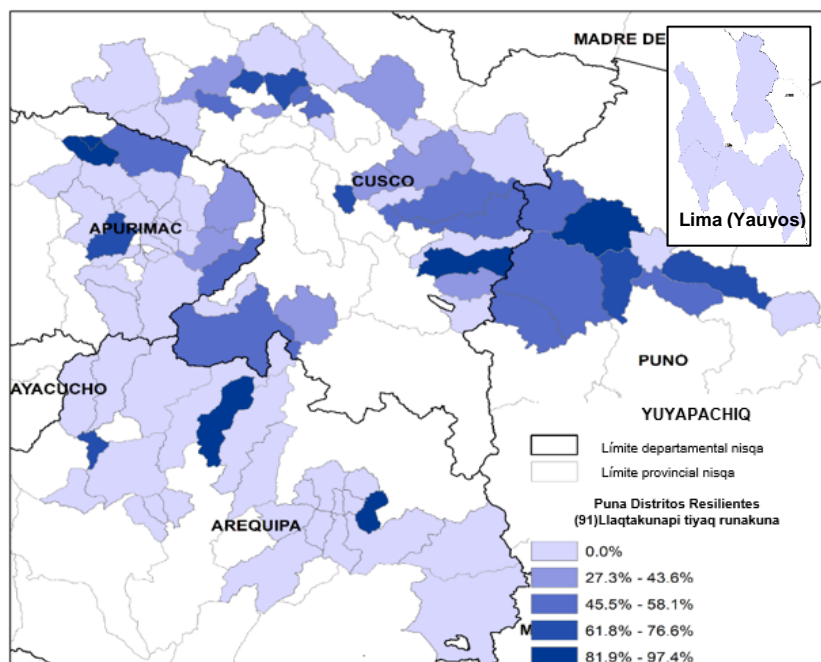 MADRE DE
Lima (Yauyos)
CUSCO
APURIMAC
PUNO
AYACUCHO
AREQUIPA
YUYAPACHIQ
Límite departamental nisqa
Límite provincial nisqa
Puna Distritos Resilientes
(91)Llaqtakunapi tiyaq runakuna
0.0%
27.3% - 43.6%
45.5% - 58.1%
61.8% - 76.6%
M
81.9% - 97.4%